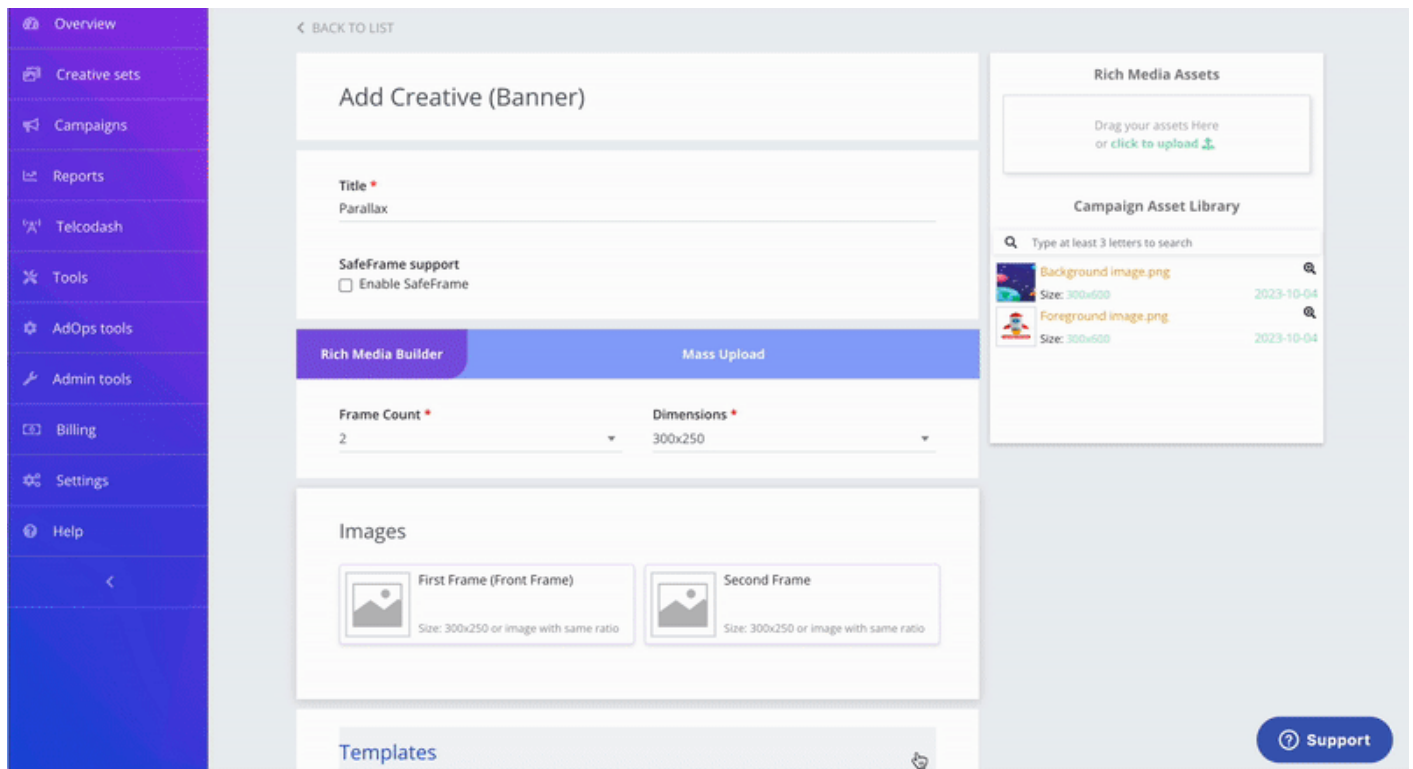 Overview
Creative sets
Campaigns
Reports
Telcodash
Tools
AdOps tools
Admin tools
Billing
Settings
Help
BACK TO LIST
Add Creative (Banner)
Title *
Parallax
SafeFrame support
Enable SafeFrame
Rich Media Builder
Mass Upload
Frame Count *
2
Dimensions *
300x250
Images
First Frame (Front Frame)
Size: 300x250 or image with same ratio
Second Frame
Size: 300x250 or image with same ratio
Templates
Rich Media Assets
Drag your assets Here
or click to upload
Campaign Asset Library
Type at least 3 letters to search
Background image.png
Size: 300x600 2023-10-04
Foreground image.png
Size: 300x600 2023-10-04
Support